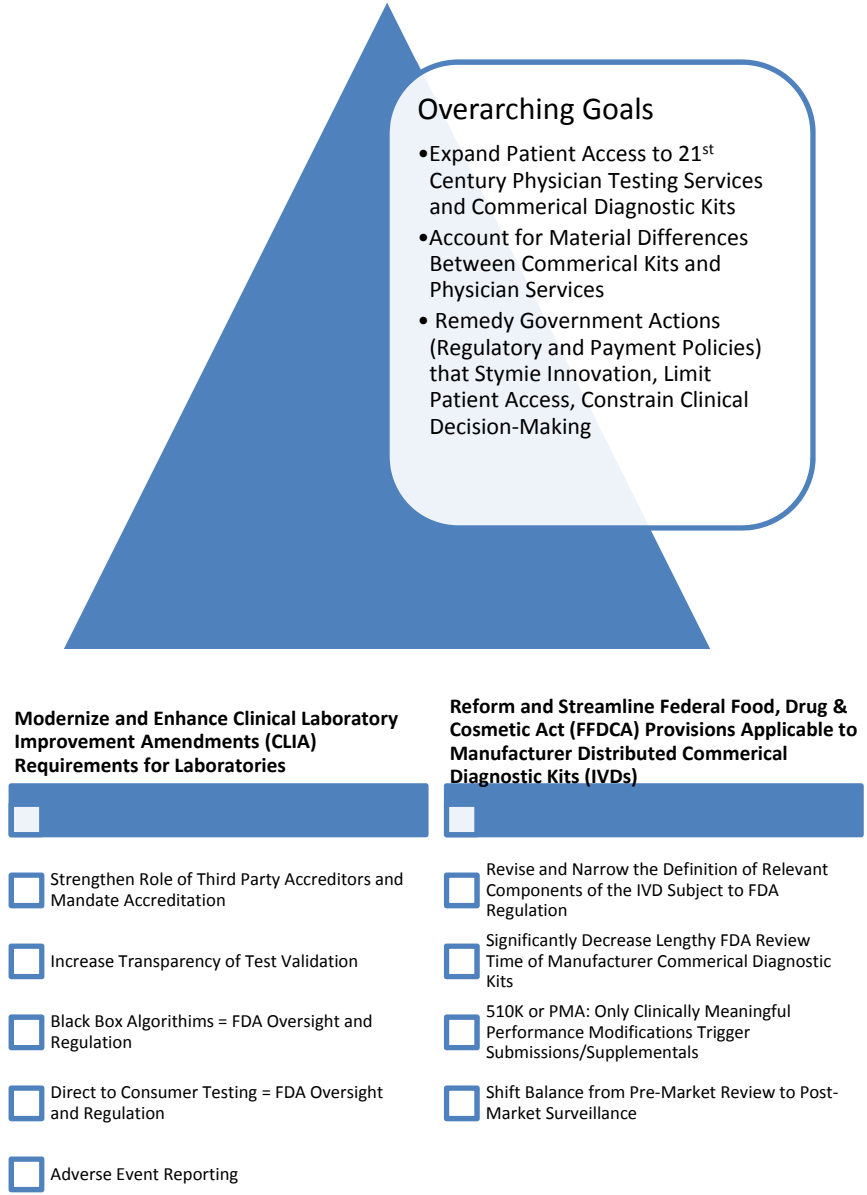 Overarching Goals
•Expand Patient Access to 21st
Century Physician Testing Services
and Commerical Diagnostic Kits
•Account for Material Differences
Between Commerical Kits and
Physician Services
• Remedy Government Actions
(Regulatory and Payment Policies)
that Stymie Innovation, Limit
Patient Access, Constrain Clinical
Decision-Making
Modernize and Enhance Clinical Laboratory
Improvement Amendments (CLIA)
Requirements for Laboratories
Strengthen Role of Third Party Accreditors and
Mandate Accreditation
Increase Transparency of Test Validation
Black Box Algorithims = FDA Oversight and
Regulation
Direct to Consumer Testing = FDA Oversight
and Regulation
Adverse Event Reporting
Reform and Streamline Federal Food, Drug &
Cosmetic Act (FFDCA) Provisions Applicable to
Manufacturer Distributed Commerical
Diagnostic Kits (IVDs)
Revise and Narrow the Definition of Relevant
Components of the IVD Subject to FDA
Regulation
Significantly Decrease Lengthy FDA Review
Time of Manufacturer Commerical Diagnostic
Kits
510K or PMA: Only Clinically Meaningful
Performance Modifications Trigger
Submissions/Supplementals
Shift Balance from Pre-Market Review to Post-
Market Surveillance